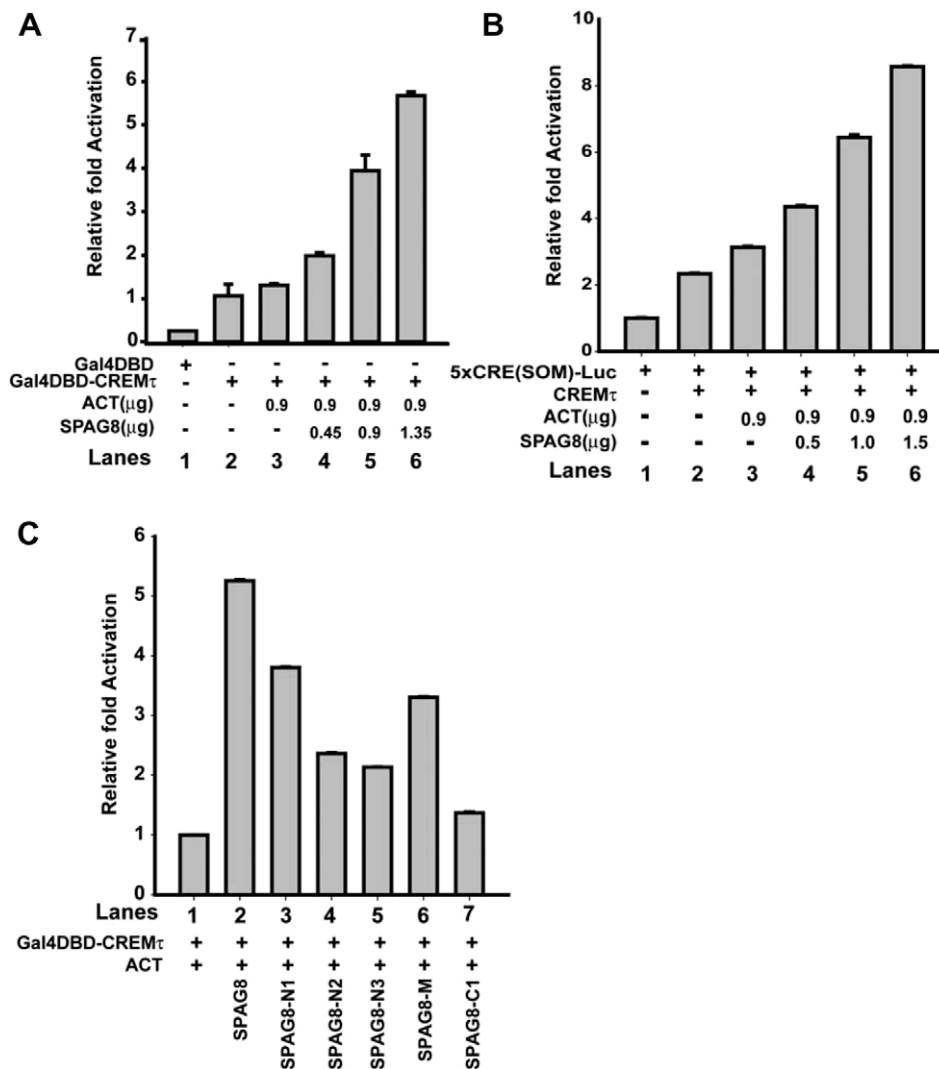 A
Relative fold Activation
7
6
5
4
3
2
1
0
Gal4DBD + - - - - -
Gal4DBD-CREMτ - + + + + +
ACT(μg) - - 0.9 0.9 0.9 0.9
SPAG8(μg) - - - 0.45 0.9 1.35
Lanes 1 2 3 4 5 6
B
Relative fold Activation
10
8
6
4
2
0
5xCRE(SOM)-Luc + + + + + +
CREMτ - + + + + +
ACT(μg) - - 0.9 0.9 0.9 0.9
SPAG8(μg) - - - 0.5 1.0 1.5
Lanes 1 2 3 4 5 6
C
Relative fold Activation
6
5
4
3
2
1
0
Lanes 1 2 3 4 5 6 7
Gal4DBD-CREMτ + + + + + + +
ACT + + + + + + +
SPAG8
SPAG8-N1
SPAG8-N2
SPAG8-N3
SPAG8-M
SPAG8-C1